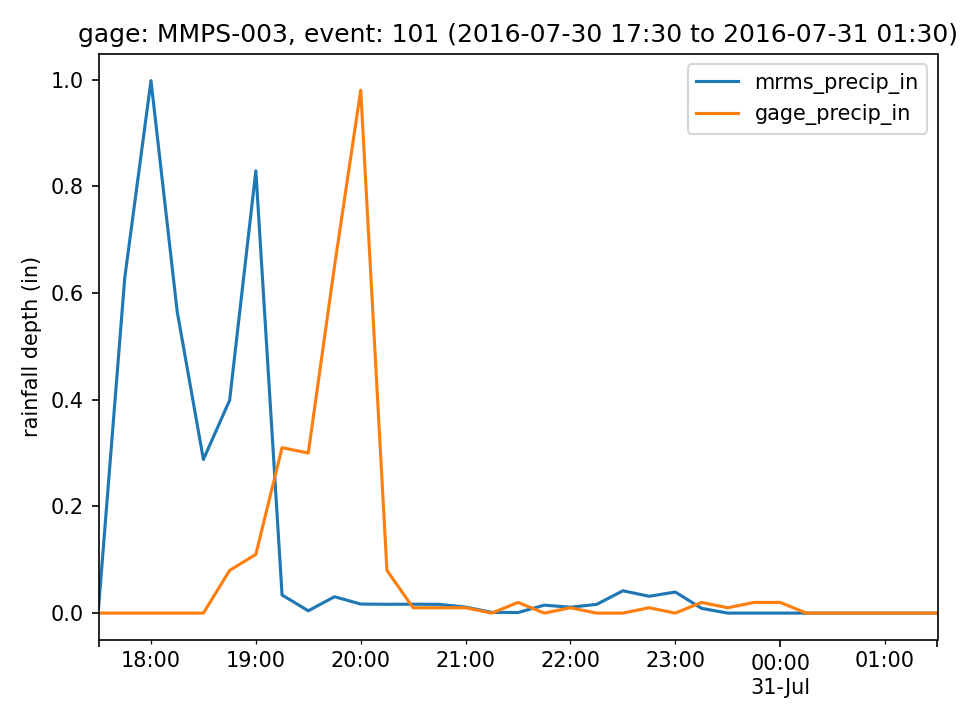 gage: MMPS-003, event: 101 (2016-07-30 17:30 to 2016-07-31 01:30)
mrms_precip_in
gage_precip_in
rainfall depth (in)
1.0
0.8
0.6
0.4
0.2
0.0
18:00 19:00 20:00 21:00 22:00 23:00 00:00 01:00
31-Jul